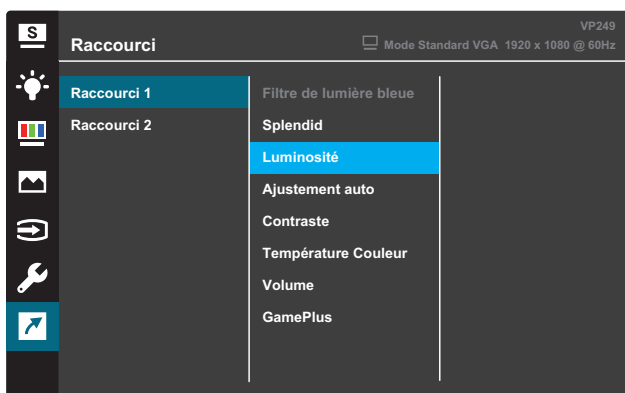 S
VP249
Raccourci
Mode Standard VGA 1920 x 1080 @ 60Hz
Raccourci 1
Raccourci 2
Filtre de lumière bleue
Splendid
Luminosité
Ajustement auto
Contraste
Température Couleur
Volume
GamePlus